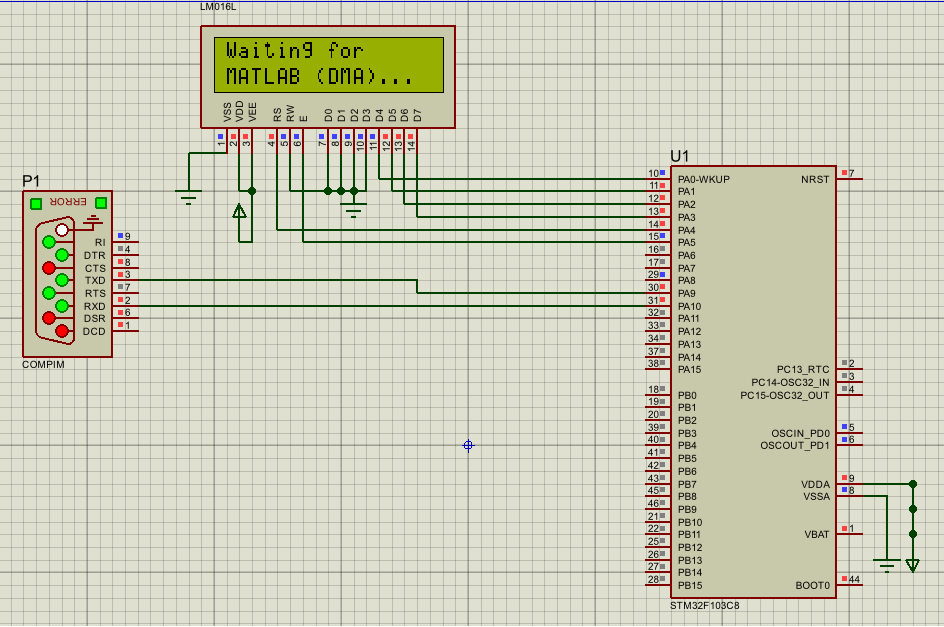 LM016L
Waiting for
MATLAB (DMA)...
VSS
VDD
VEE
RS
RW
E
D0
D1
D2
D3
D4
D5
D6
D7
1
2
3
4
5
6
7
8
9
10
11
12
13
14
P1
ERROR
RI 9
DTR 4
CTS 8
TXD 3
RTS 7
RXD 2
DSR 6
DCD 1
COMPIM
U1
10 PA0-WKUP NRST 7
11 PA1
12 PA2
13 PA3
14 PA4
15 PA5
16 PA6
17 PA7
29 PA8
30 PA9
31 PA10
32 PA11
33 PA12
34 PA13
37 PA14
38 PA15
PC13_RTC 2
PC14-OSC32_IN 3
PC15-OSC32_OUT 4
18 PB0
19 PB1
20 PB2
39 PB3
40 PB4
41 PB5
42 PB6
43 PB7
45 PB8
46 PB9
21 PB10
22 PB11
25 PB12
26 PB13
27 PB14
28 PB15
OSCIN_PD0 5
OSCOUT_PD1 6
VDDA 9
VSSA 8
VBAT 1
BOOT0 44
STM32F103C8